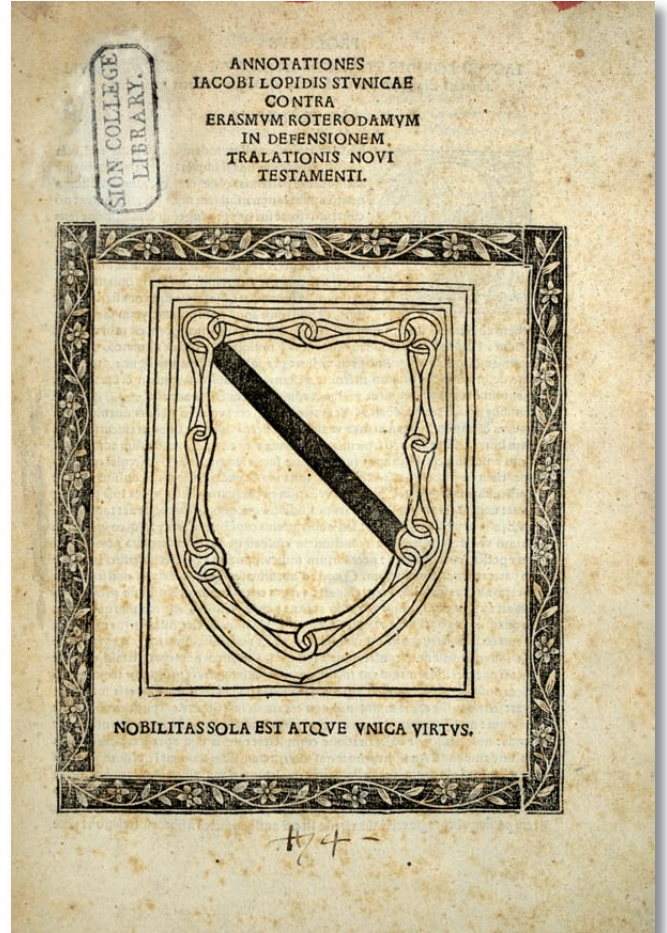 SION COLLEGE
LIBRARY.
ANNOTATIONES
IACOBI LOPIDIS STVNICAE
CONTRA
ERASMVM ROTERODAMVM
IN DEFENSIONEM
TRALATIONIS NOVI
TESTAMENTI.
NOBILITAS SOLA EST ATQVE VNICA VIRTVS.